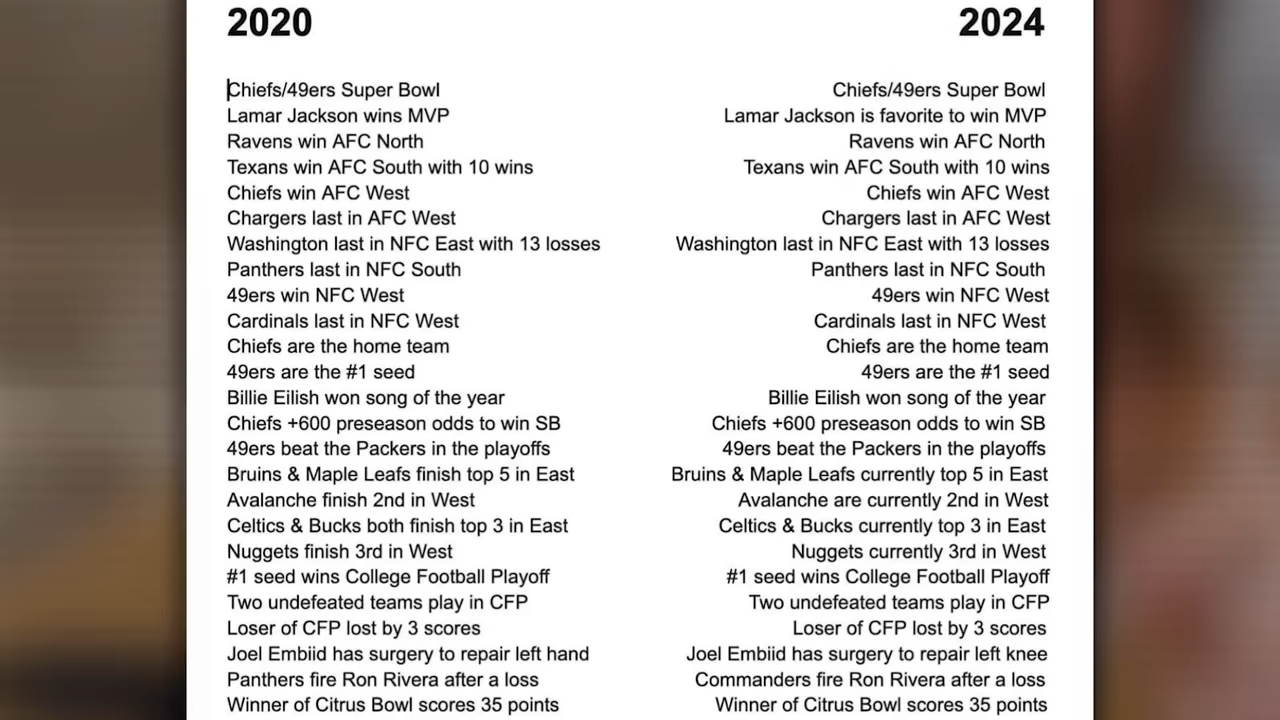 2020 2024
Chiefs/49ers Super Bowl Chiefs/49ers Super Bowl
Lamar Jackson wins MVP Lamar Jackson is favorite to win MVP
Ravens win AFC North Ravens win AFC North
Texans win AFC South with 10 wins Texans win AFC South with 10 wins
Chiefs win AFC West Chiefs win AFC West
Chargers last in AFC West Chargers last in AFC West
Washington last in NFC East with 13 losses Washington last in NFC East with 13 losses
Panthers last in NFC South Panthers last in NFC South
49ers win NFC West 49ers win NFC West
Cardinals last in NFC West Cardinals last in NFC West
Chiefs are the home team Chiefs are the home team
49ers are the #1 seed 49ers are the #1 seed
Billie Eilish won song of the year Billie Eilish won song of the year
Chiefs +600 preseason odds to win SB Chiefs +600 preseason odds to win SB
49ers beat the Packers in the playoffs 49ers beat the Packers in the playoffs
Bruins & Maple Leafs finish top 5 in East Bruins & Maple Leafs currently top 5 in East
Avalanche finish 2nd in West Avalanche are currently 2nd in West
Celtics & Bucks both finish top 3 in East Celtics & Bucks currently top 3 in East
Nuggets finish 3rd in West Nuggets currently 3rd in West
#1 seed wins College Football Playoff #1 seed wins College Football Playoff
Two undefeated teams play in CFP Two undefeated teams play in CFP
Loser of CFP lost by 3 scores Loser of CFP lost by 3 scores
Joel Embiid has surgery to repair left hand Joel Embiid has surgery to repair left knee
Panthers fire Ron Rivera after a loss Commanders fire Ron Rivera after a loss
Winner of Citrus Bowl scores 35 points Winner of Citrus Bowl scores 35 points